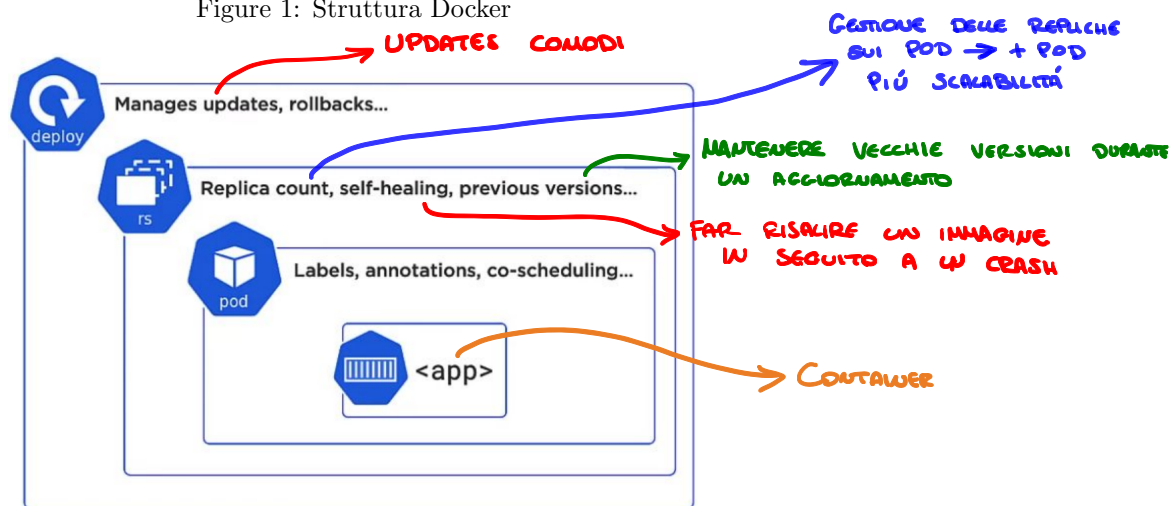 Figure 1: Struttura Docker
UPDATES COMODI
GESTIONE DELLE REPLICHE
SUI POD → + POD
PIÚ SCALABILITÁ
deploy
Manages updates, rollbacks...
MANTENERE VECCHIE VERSIONI DURANTE
UN AGGIORNAMENTO
rs
Replica count, self-healing, previous versions...
FAR RISALIRE UN IMMAGINE
IN SEGUITO A UN CRASH
pod
Labels, annotations, co-scheduling...
<app>
CONTAINER